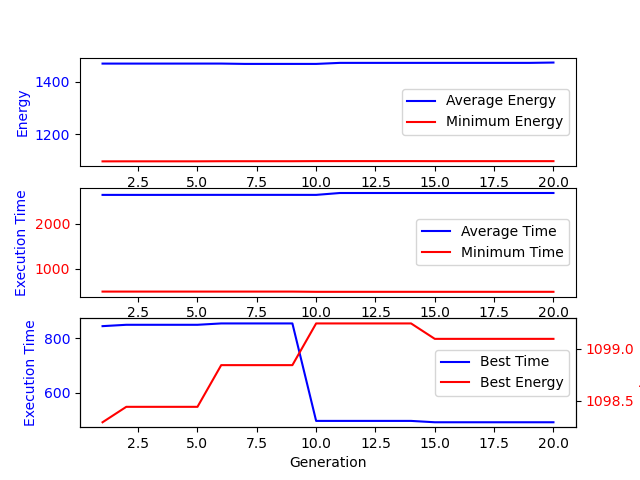 1400
1200
Energy
Average Energy
Minimum Energy
2.5 5.0 7.5 10.0 12.5 15.0 17.5 20.0
2000
1000
Execution Time
Average Time
Minimum Time
2.5 5.0 7.5 10.0 12.5 15.0 17.5 20.0
800
600
Execution Time
Best Time
Best Energy
1099.0
1098.5
2.5 5.0 7.5 10.0 12.5 15.0 17.5 20.0
Generation